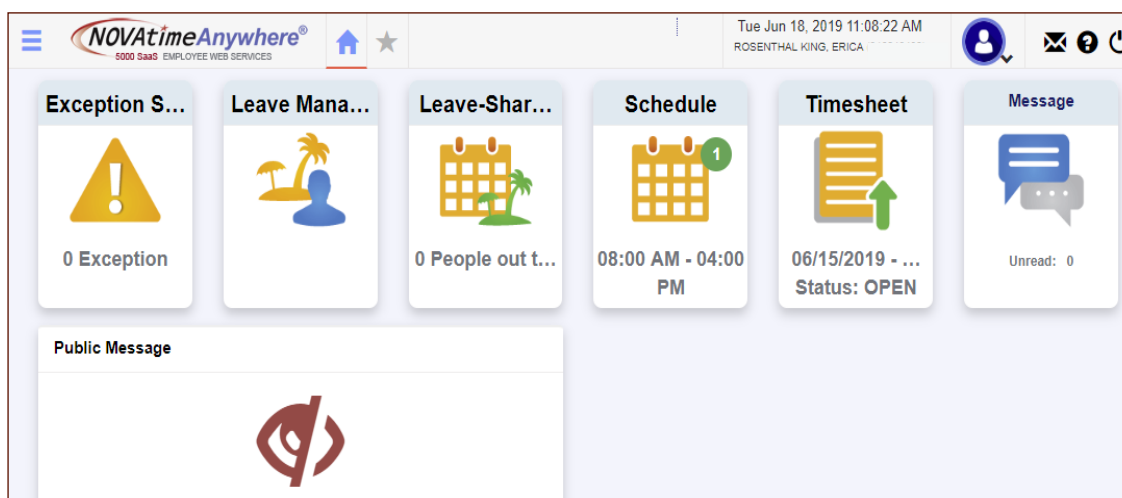 NOVAtimeAnywhere®
5000 SaaS EMPLOYEE WEB SERVICES
Tue Jun 18, 2019 11:08:22 AM
ROSENTHAL KING, ERICA
Exception S...
Leave Mana...
Leave-Shar...
Schedule
Timesheet
Message
1
0 Exception
0 People out t...
08:00 AM - 04:00
PM
06/15/2019 - ...
Status: OPEN
Unread: 0
Public Message